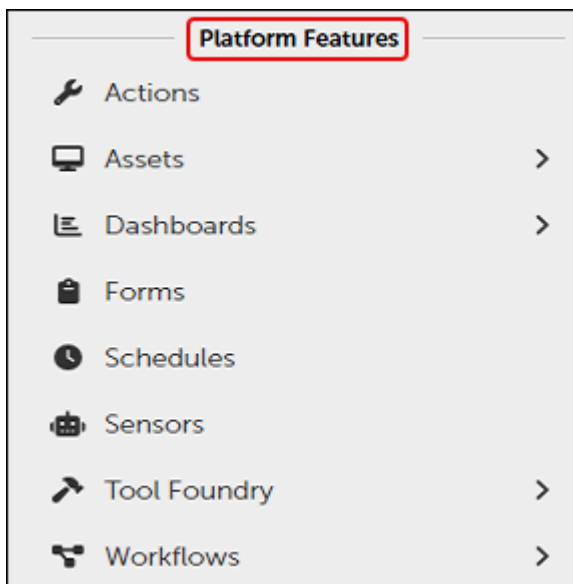 Platform Features
Actions
Assets
Dashboards
Forms
Schedules
Sensors
Tool Foundry
Workflows